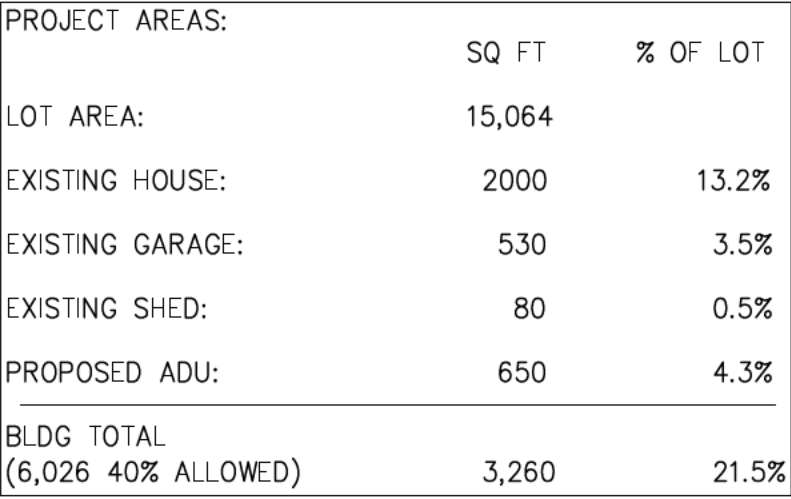 PROJECT AREAS:
SQ FT % OF LOT
LOT AREA: 15,064
EXISTING HOUSE: 2000 13.2%
EXISTING GARAGE: 530 3.5%
EXISTING SHED: 80 0.5%
PROPOSED ADU: 650 4.3%
BLDG TOTAL
(6,026 40% ALLOWED) 3,260 21.5%